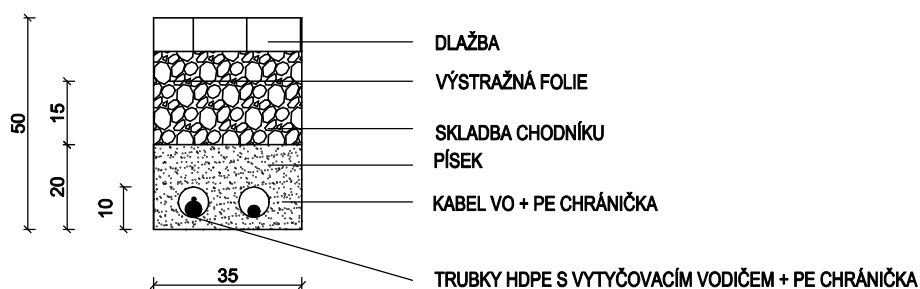 DLAŽBA
VÝSTRAŽNÁ FOLIE
SKLADBA CHODNÍKU
PÍSEK
KABEL VO + PE CHRÁNIČKA
TRUBKY HDPE S VYTYČOVACÍM VODIČEM + PE CHRÁNIČKA
50
15
20
10
35